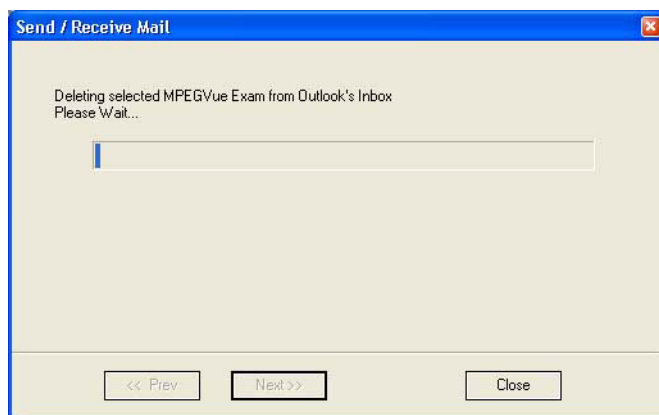 Send / Receive Mail
Deleting selected MPEGVue Exam from Outlook's Inbox
Please Wait...
<< Prev
Next >>
Close